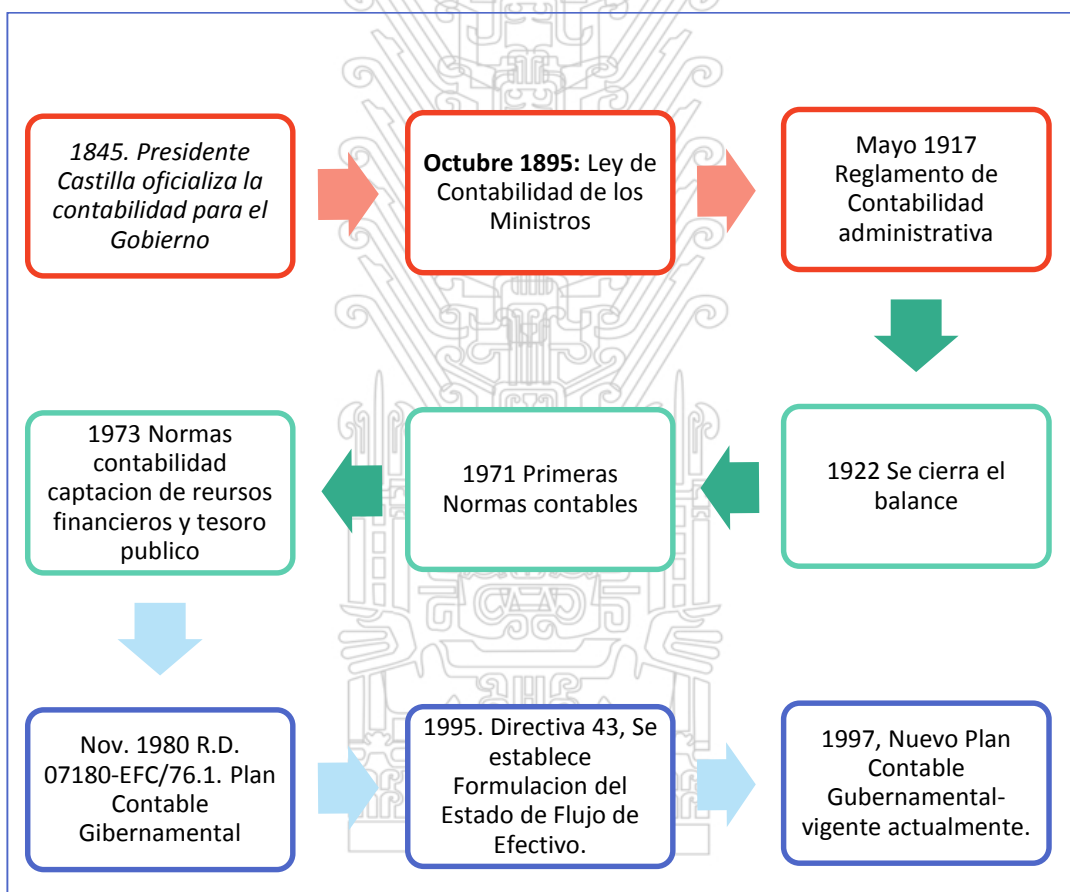 1845. Presidente
Castilla oficializa la
contabilidad para el
Gobierno
Octubre 1895: Ley de
Contabilidad de los
Ministros
Mayo 1917
Reglamento de
Contabilidad
administrativa
1922 Se cierra el
balance
1971 Primeras
Normas contables
1973 Normas
contabilidad
captacion de reursos
financieros y tesoro
publico
Nov. 1980 R.D.
07180-EFC/76.1. Plan
Contable
Gibernamental
1995. Directiva 43, Se
establece
Formulacion del
Estado de Flujo de
Efectivo.
1997, Nuevo Plan
Contable
Gubernamental-
vigente actualmente.